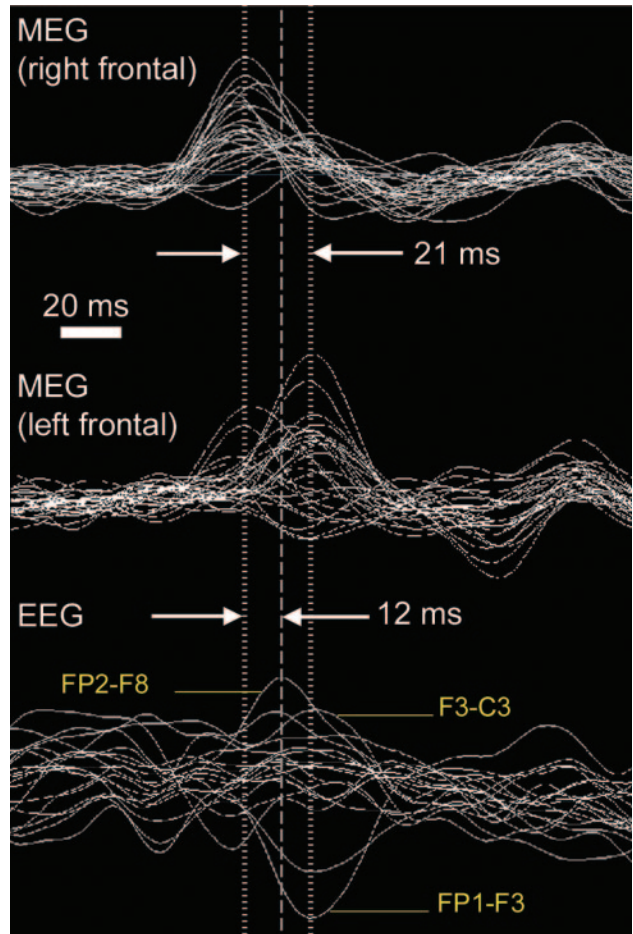 MEG
(right frontal)
21 ms
20 ms
MEG
(left frontal)
EEG
12 ms
FP2-F8
F3-C3
FP1-F3